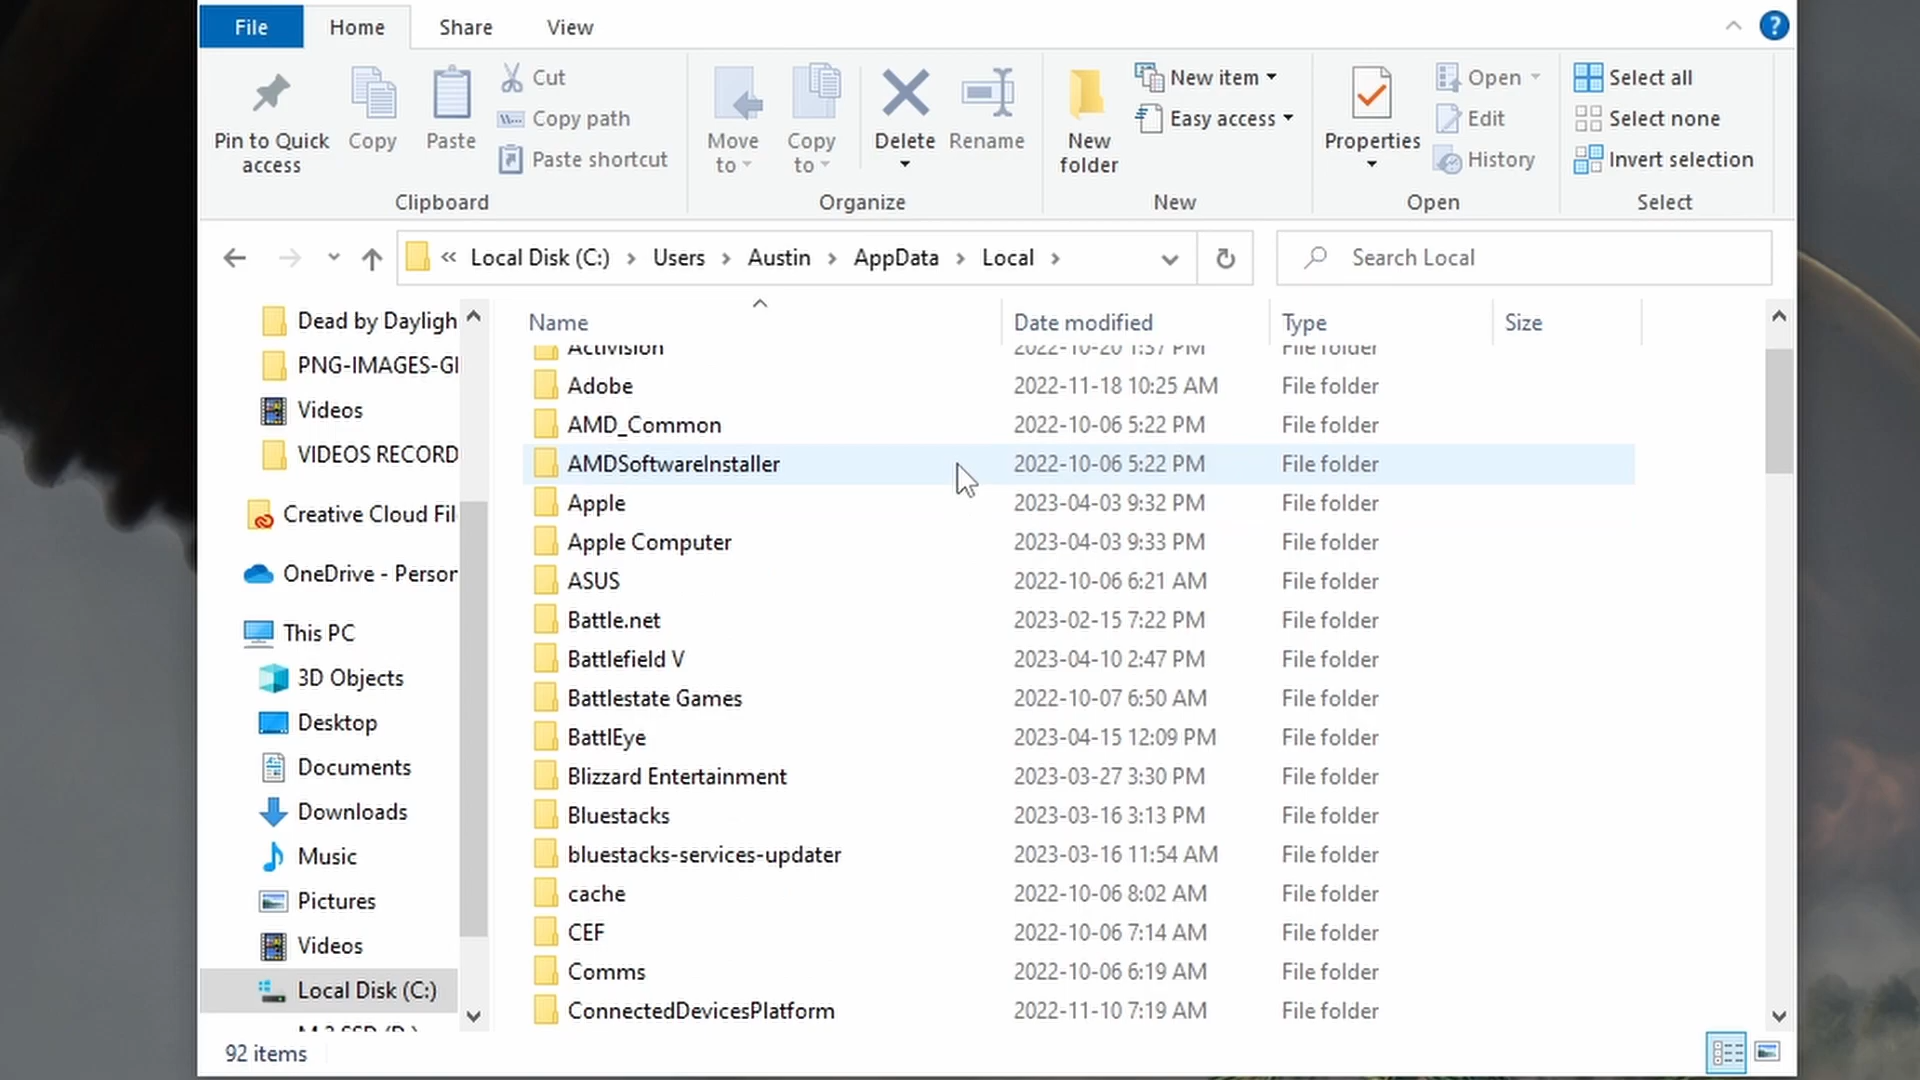 File Home Share View
Pin to Quick access
Copy
Paste
Cut
Copy path
Paste shortcut
Clipboard
Move to
Copy to
Delete
Rename
Organize
New folder
New item
Easy access
New
Properties
Open
Edit
History
Open
Select all
Select none
Invert selection
Select
« Local Disk (C:) › Users › Austin › AppData › Local ›
Search Local
Dead by Dayligh
PNG-IMAGES-GI
Videos
VIDEOS RECORD
Creative Cloud Fil
OneDrive - Person
This PC
3D Objects
Desktop
Documents
Downloads
Music
Pictures
Videos
Local Disk (C:)
Name Date modified Type Size
Activision 2022-10-20 1:57 PM File folder
Adobe 2022-11-18 10:25 AM File folder
AMD_Common 2022-10-06 5:22 PM File folder
AMDSoftwareInstaller 2022-10-06 5:22 PM File folder
Apple 2023-04-03 9:32 PM File folder
Apple Computer 2023-04-03 9:33 PM File folder
ASUS 2022-10-06 6:21 AM File folder
Battle.net 2023-02-15 7:22 PM File folder
Battlefield V 2023-04-10 2:47 PM File folder
Battlestate Games 2022-10-07 6:50 AM File folder
BattlEye 2023-04-15 12:09 PM File folder
Blizzard Entertainment 2023-03-27 3:30 PM File folder
Bluestacks 2023-03-16 3:13 PM File folder
bluestacks-services-updater 2023-03-16 11:54 AM File folder
cache 2022-10-06 8:02 AM File folder
CEF 2022-10-06 7:14 AM File folder
Comms 2022-10-06 6:19 AM File folder
ConnectedDevicesPlatform 2022-11-10 7:19 AM File folder
92 items